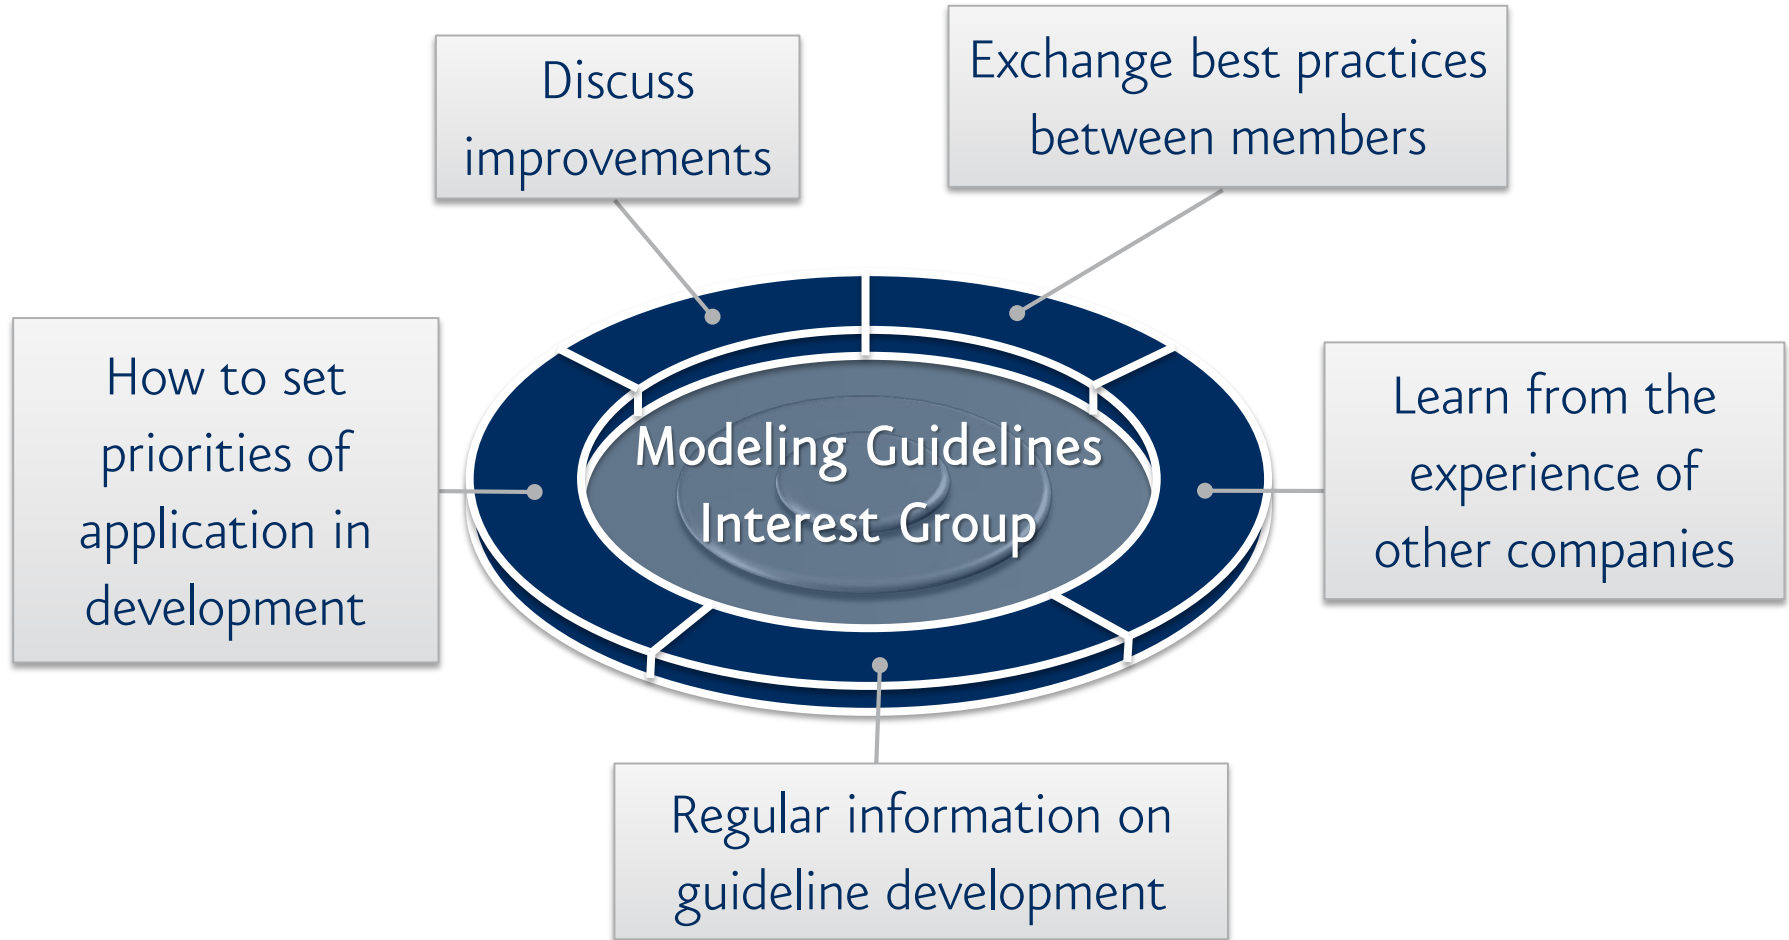 Discuss
improvements
Exchange best practices
between members
How to set
priorities of
application in
development
Modeling Guidelines
Interest Group
Learn from the
experience of
other companies
Regular information on
guideline development